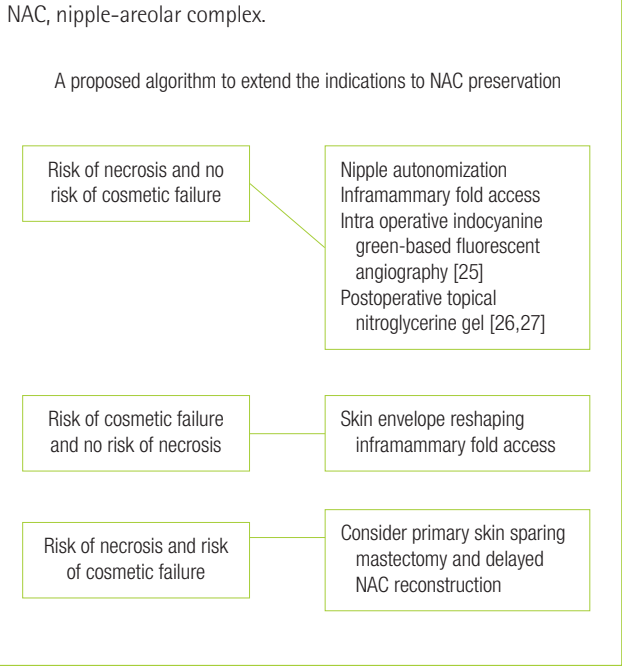 NAC, nipple-areolar complex.
A proposed algorithm to extend the indications to NAC preservation
Risk of necrosis and no
risk of cosmetic failure
Nipple autonomization
Inframammary fold access
Intra operative indocyanine
green-based fluorescent
angiography [25]
Postoperative topical
nitroglycerine gel [26,27]
Risk of cosmetic failure
and no risk of necrosis
Skin envelope reshaping
inframammary fold access
Risk of necrosis and risk
of cosmetic failure
Consider primary skin sparing
mastectomy and delayed
NAC reconstruction